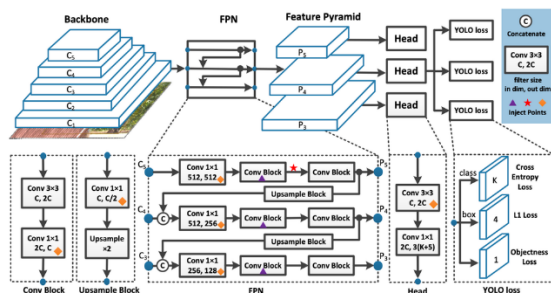 Backbone
FPN
Feature Pyramid
C5
C4
C3
C2
C1
P3
P4
P5
Head
Head
Head
YOLO loss
YOLO loss
YOLO loss
C
Concatenate
Conv 3×3
C, 2C
filter size
in dim, out dim
Inject Points
Conv 3×3
C, 2C
Conv 1×1
2C, C
Conv Block
Conv 1×1
C, C/2
Upsample
×2
Upsample Block
C5
Conv 1×1
512, 512
Conv Block
Conv Block
P5
Upsample Block
C4
C
Conv 1×1
512, 256
Conv Block
Conv Block
P4
Upsample Block
C3
C
Conv 1×1
256, 128
Conv Block
Conv Block
P3
FPN
Conv 3×3
C, 2C
Conv 1×1
2C, 3(K+5)
Head
class
K
Cross
Entropy
Loss
box
4
L1 Loss
1
Objectness
Loss
YOLO loss